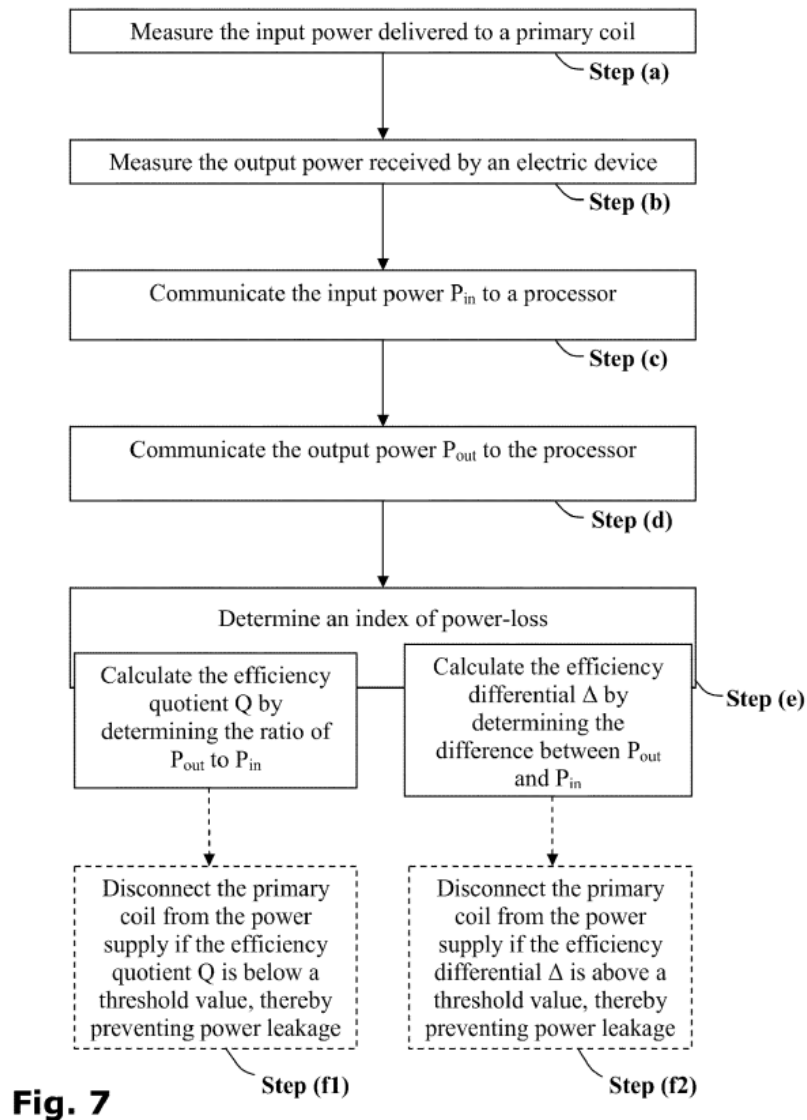 Measure the input power delivered to a primary coil
Step (a)
Measure the output power received by an electric device
Step (b)
Communicate the input power Pin to a processor
Step (c)
Communicate the output power Pout to the processor
Step (d)
Determine an index of power-loss
Calculate the efficiency
quotient Q by
determining the ratio of
Pout to Pin
Calculate the efficiency
differential Δ by
determining the
difference between Pout
and Pin
Step (e)
Disconnect the primary
coil from the power
supply if the efficiency
quotient Q is below a
threshold value, thereby
preventing power leakage
Step (f1)
Disconnect the primary
coil from the power
supply if the efficiency
differential Δ is above a
threshold value, thereby
preventing power leakage
Step (f2)
Fig. 7